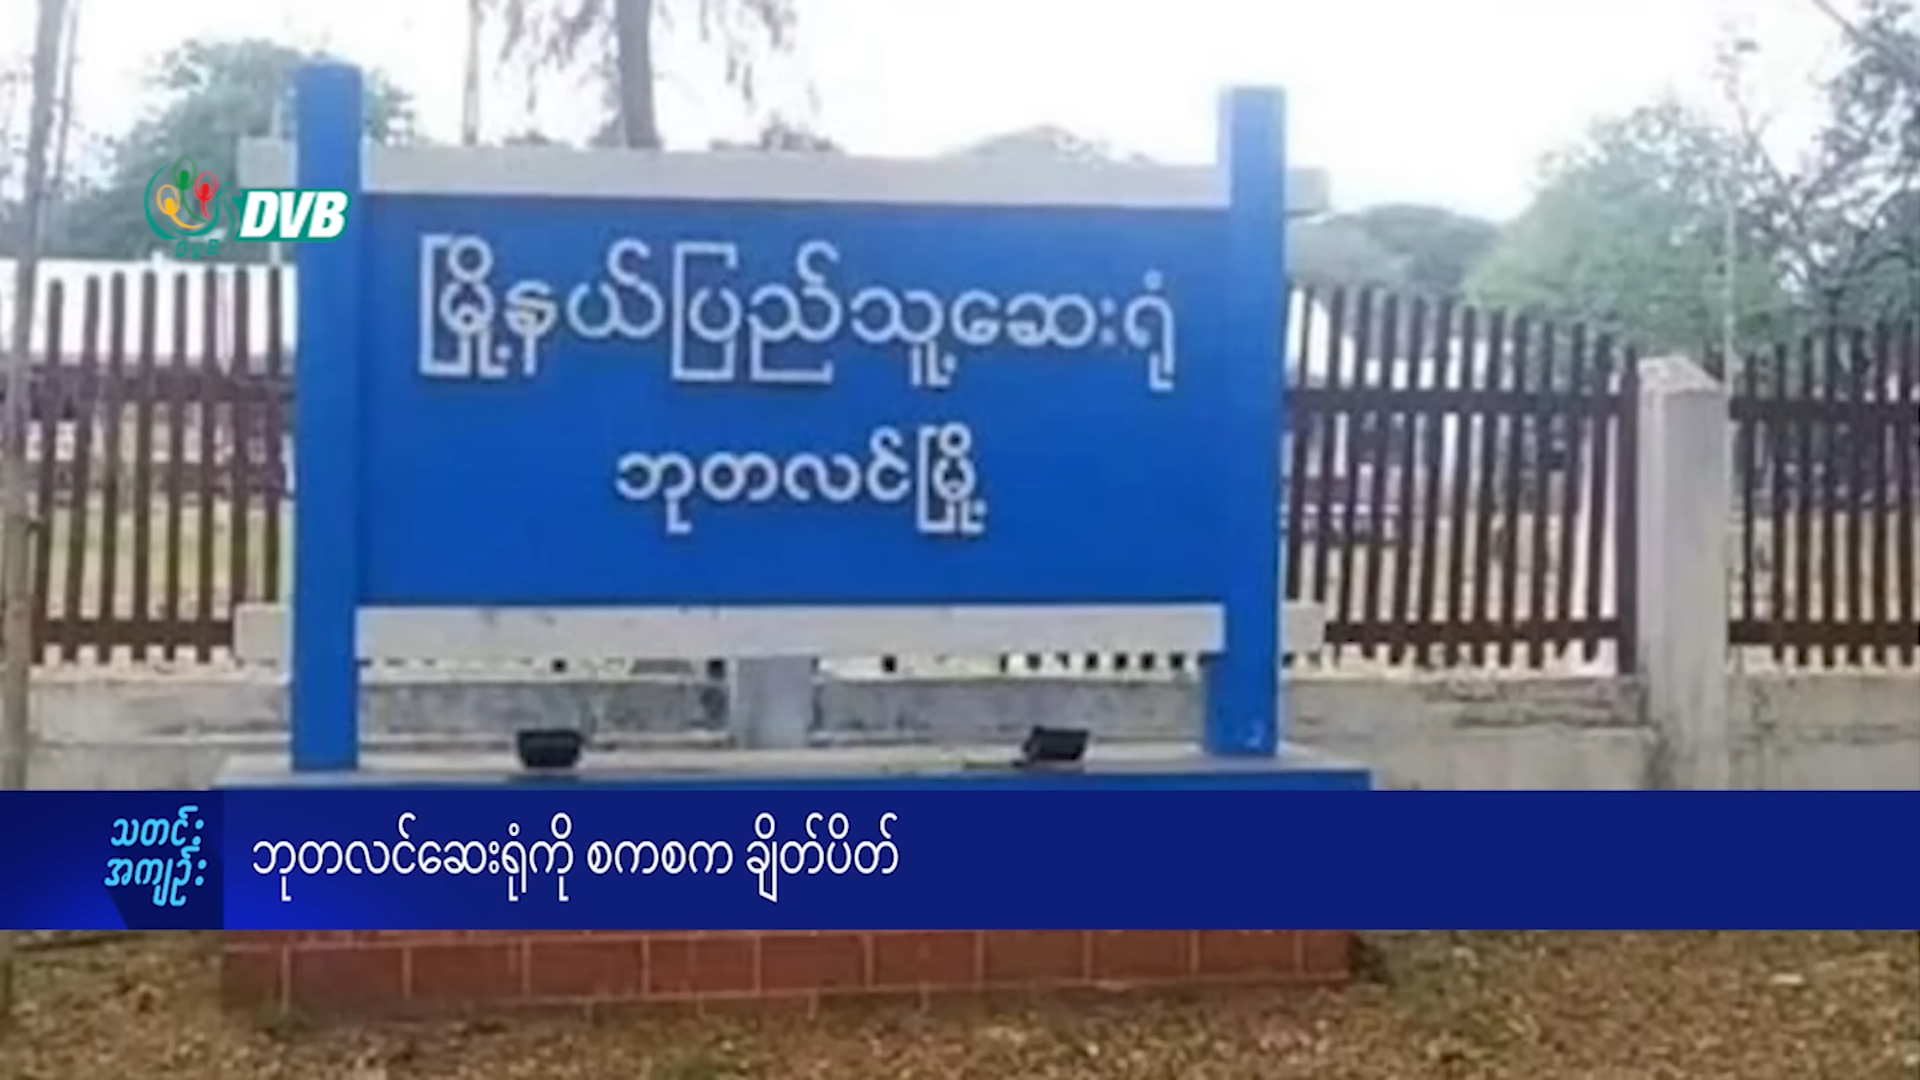 DVB
DVB
မြို့နယ်ပြည်သူ့ဆေးရုံ
ဘုတလင်မြို့
သတင်း
အကျဉ်း
ဘုတလင်ဆေးရုံကို စကစက ချိတ်ပိတ်